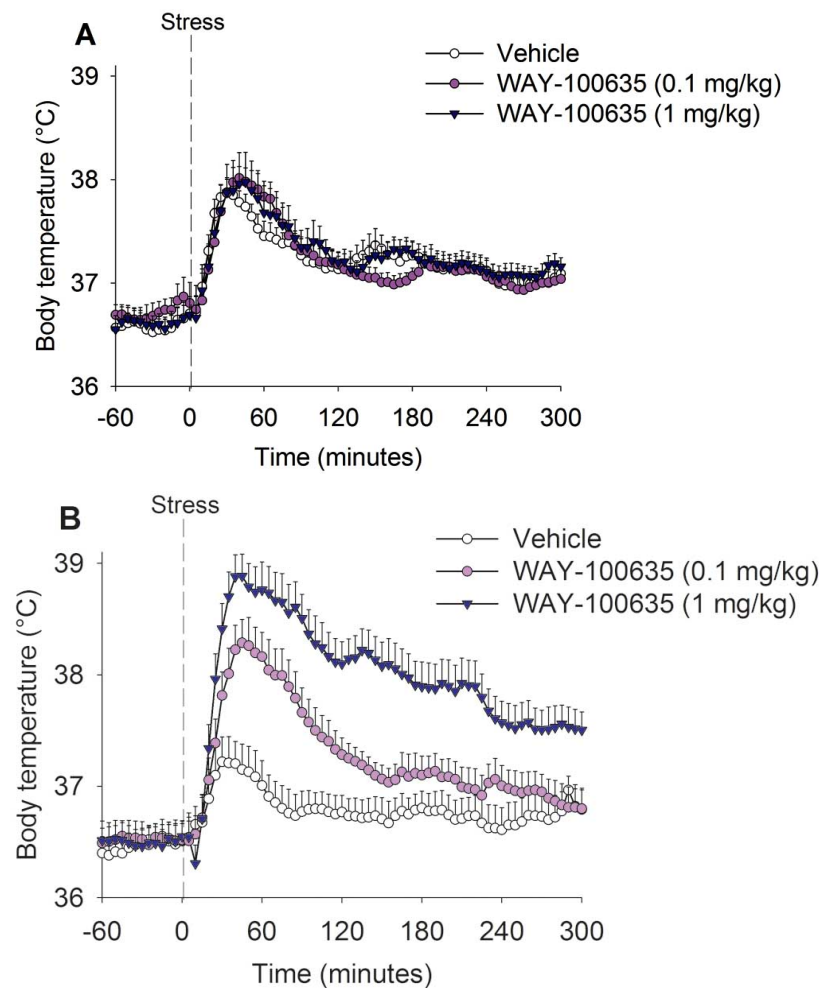 A
Stress
Vehicle
WAY-100635 (0.1 mg/kg)
WAY-100635 (1 mg/kg)
39
38
37
36
Body temperature (°C)
-60 0 60 120 180 240 300
Time (minutes)
B
Stress
Vehicle
WAY-100635 (0.1 mg/kg)
WAY-100635 (1 mg/kg)
39
38
37
36
Body temperature (°C)
-60 0 60 120 180 240 300
Time (minutes)